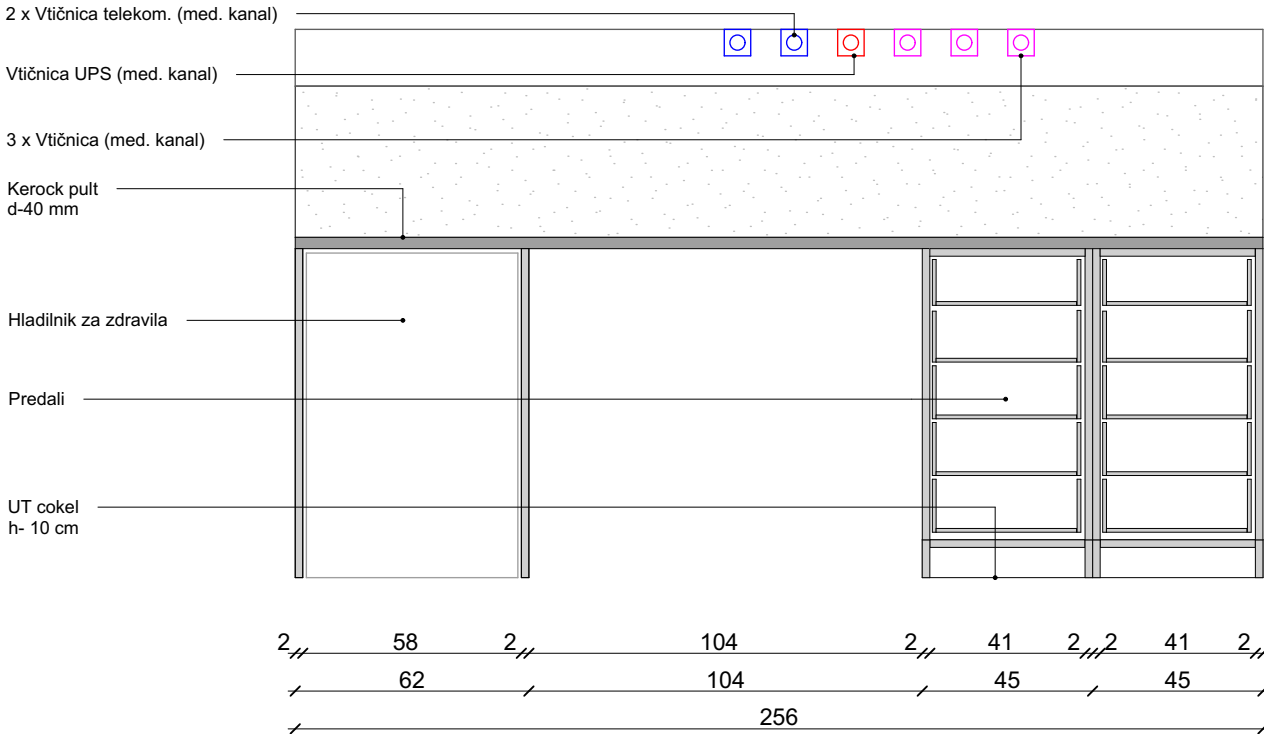 2 x Vtičnica telekom. (med. kanal)
Vtičnica UPS (med. kanal)
3 x Vtičnica (med. kanal)
Kerock pult
d-40 mm
Hladilnik za zdravila
Predali
UT cokel
h- 10 cm
2 58 2 104 2 41 2 2 41 2
62 104 45 45
256